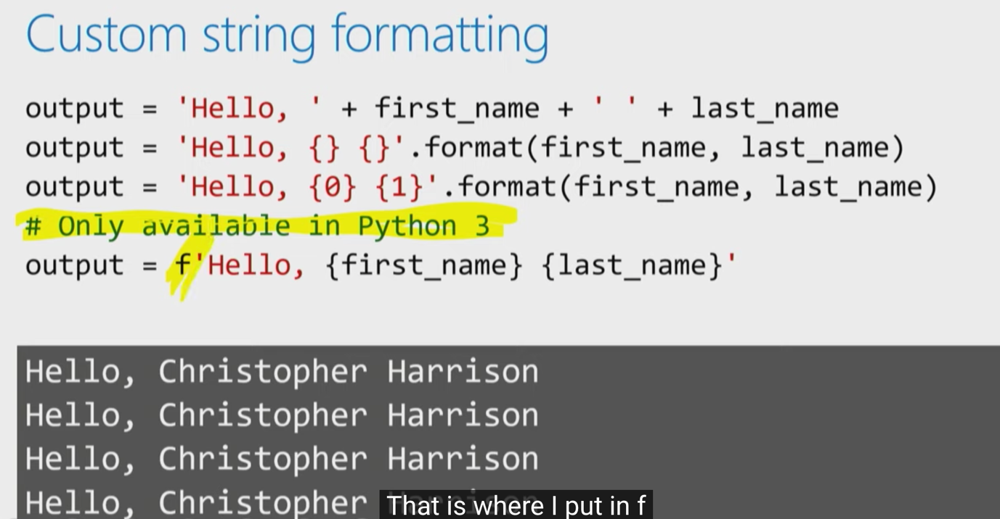 Custom string formatting
output = 'Hello, ' + first_name + ' ' + last_name
output = 'Hello, {} {}'.format(first_name, last_name)
output = 'Hello, {0} {1}'.format(first_name, last_name)
# Only available in Python 3
output = f'Hello, {first_name} {last_name}'
Hello, Christopher Harrison
Hello, Christopher Harrison
Hello, Christopher Harrison
Hello, Christopher
That is where I put in f